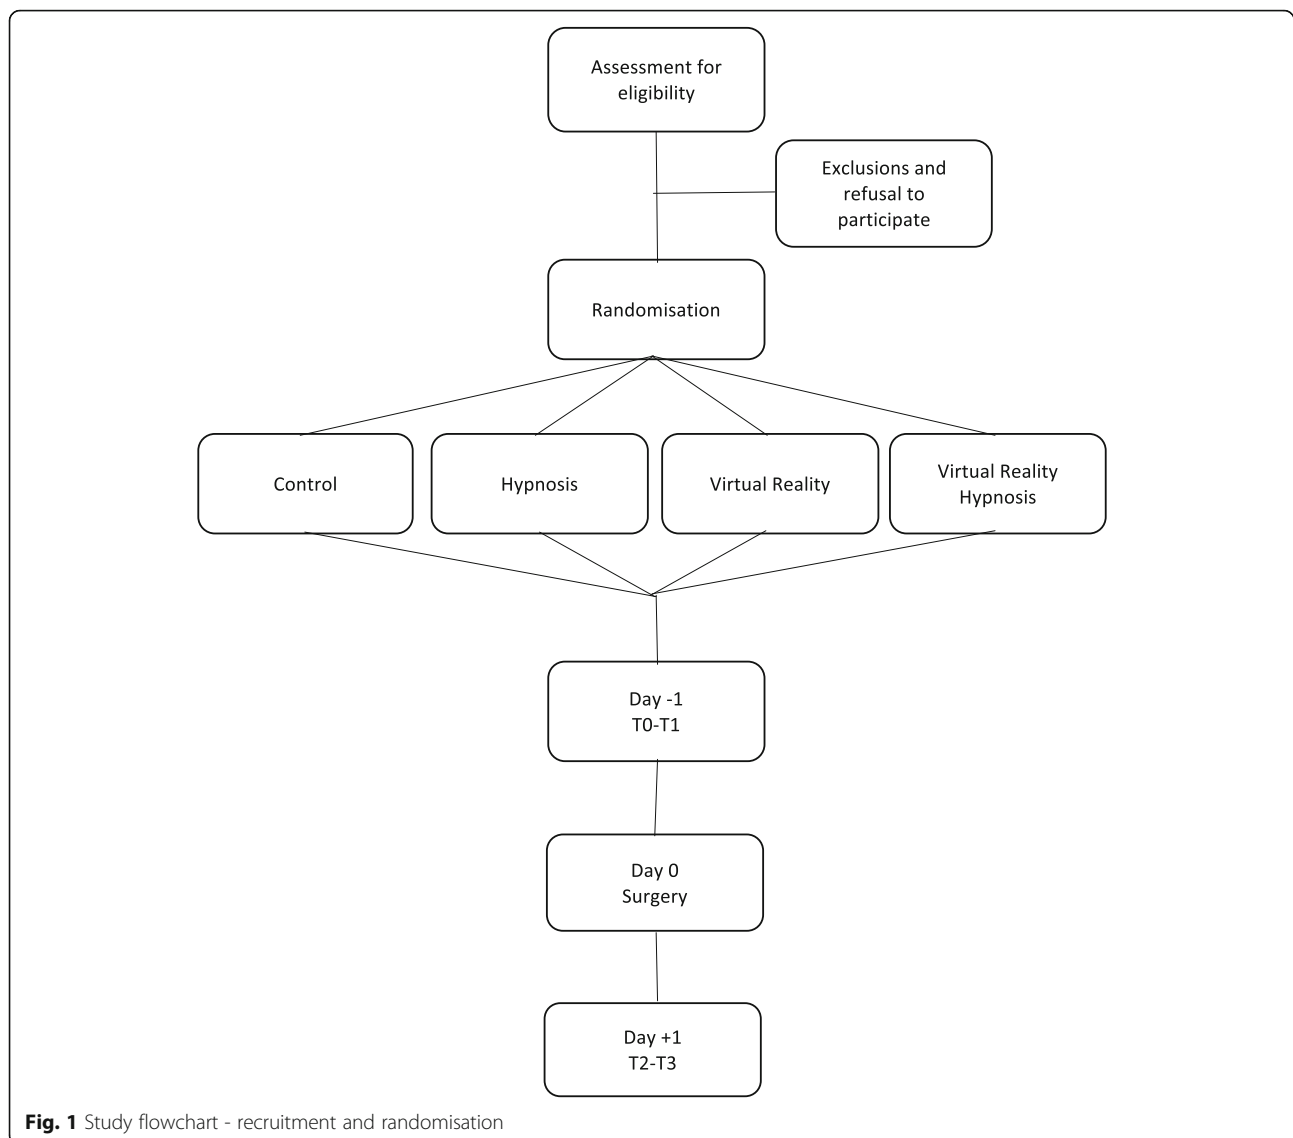 Assessment for
eligibility
Exclusions and
refusal to
participate
Randomisation
Control
Hypnosis
Virtual Reality
Virtual Reality
Hypnosis
Day -1
T0-T1
Day 0
Surgery
Day +1
T2-T3
Fig. 1 Study flowchart - recruitment and randomisation